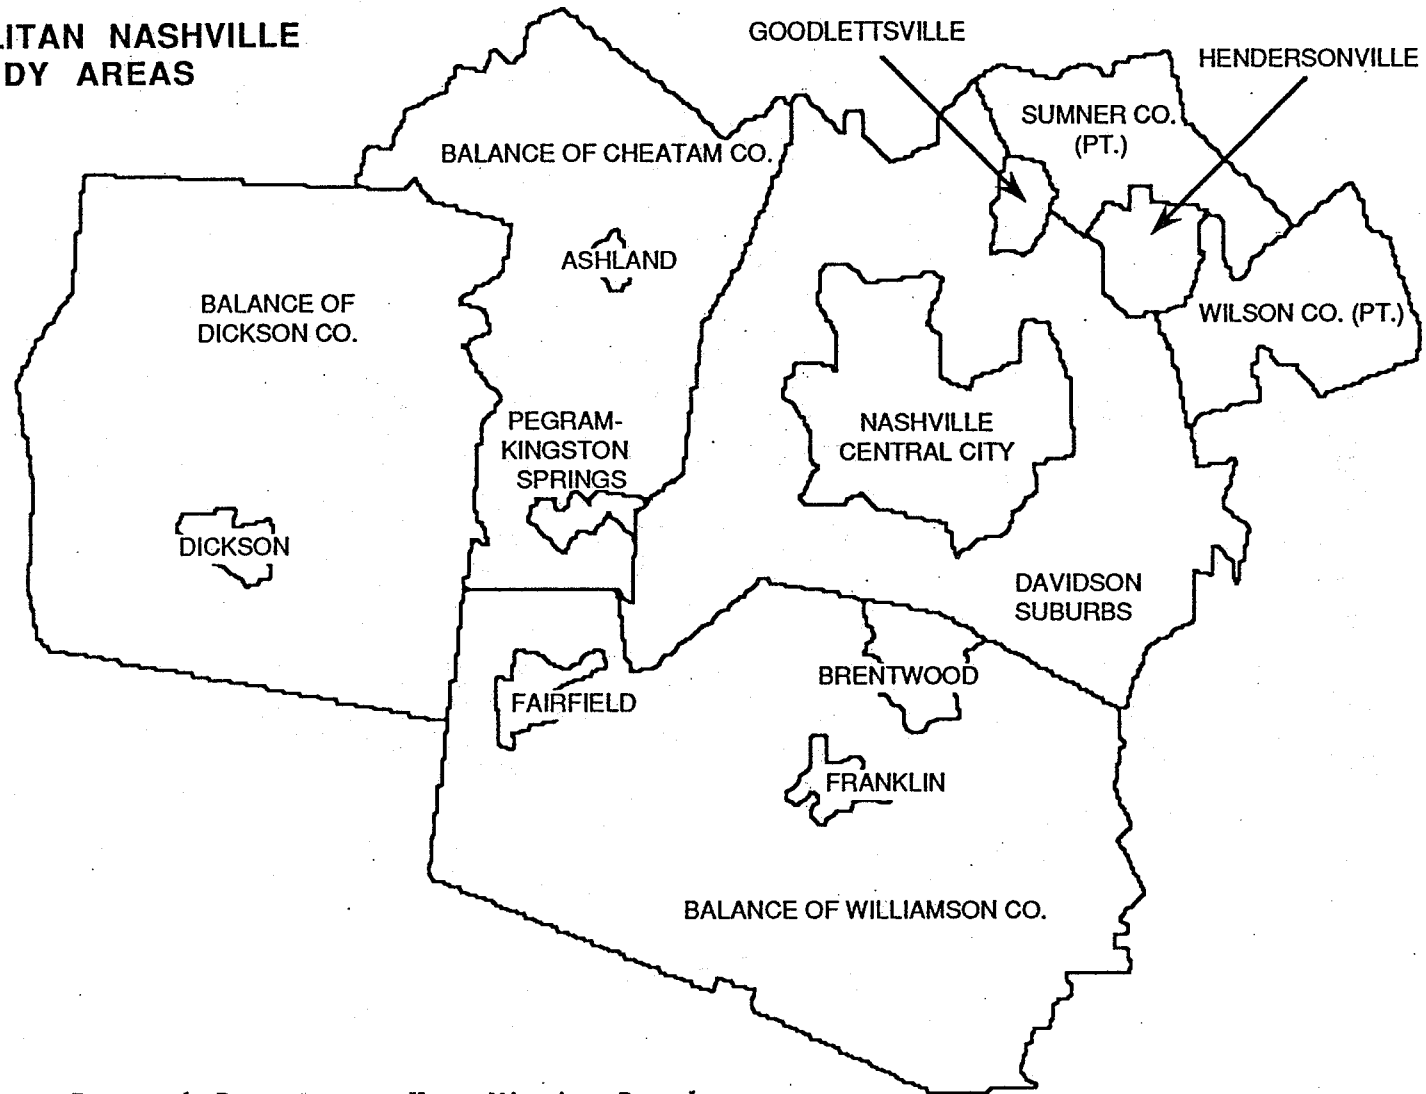 LITAN NASHVILLE
DY AREAS
GOODLETTSVILLE
HENDERSONVILLE
SUMNER CO.
(PT.)
BALANCE OF CHEATAM CO.
ASHLAND
BALANCE OF
DICKSON CO.
WILSON CO. (PT.)
PEGRAM-
KINGSTON
SPRINGS
NASHVILLE
CENTRAL CITY
DICKSON
DAVIDSON
SUBURBS
BRENTWOOD
FAIRFIELD
FRANKLIN
BALANCE OF WILLIAMSON CO.